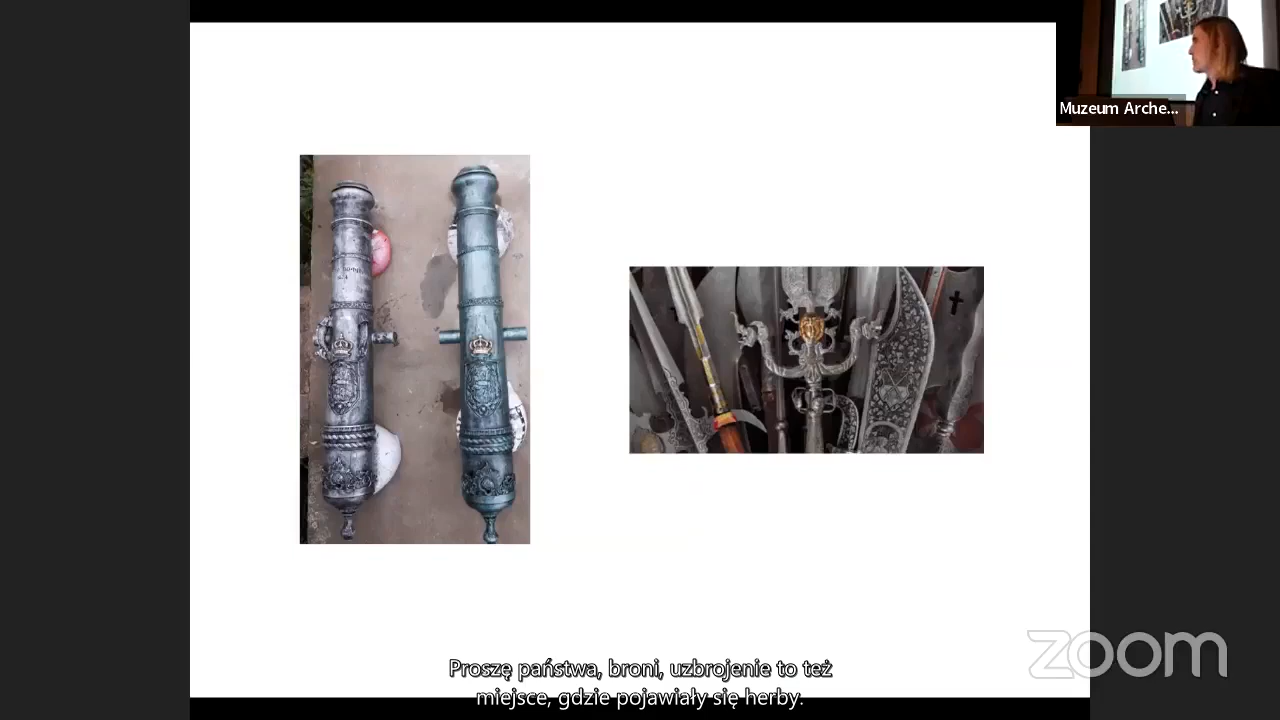 Muzeum Arche...
zoom
Proszę państwa, broni, uzbrojenie to też
miejsce, gdzie pojawiały się herby.